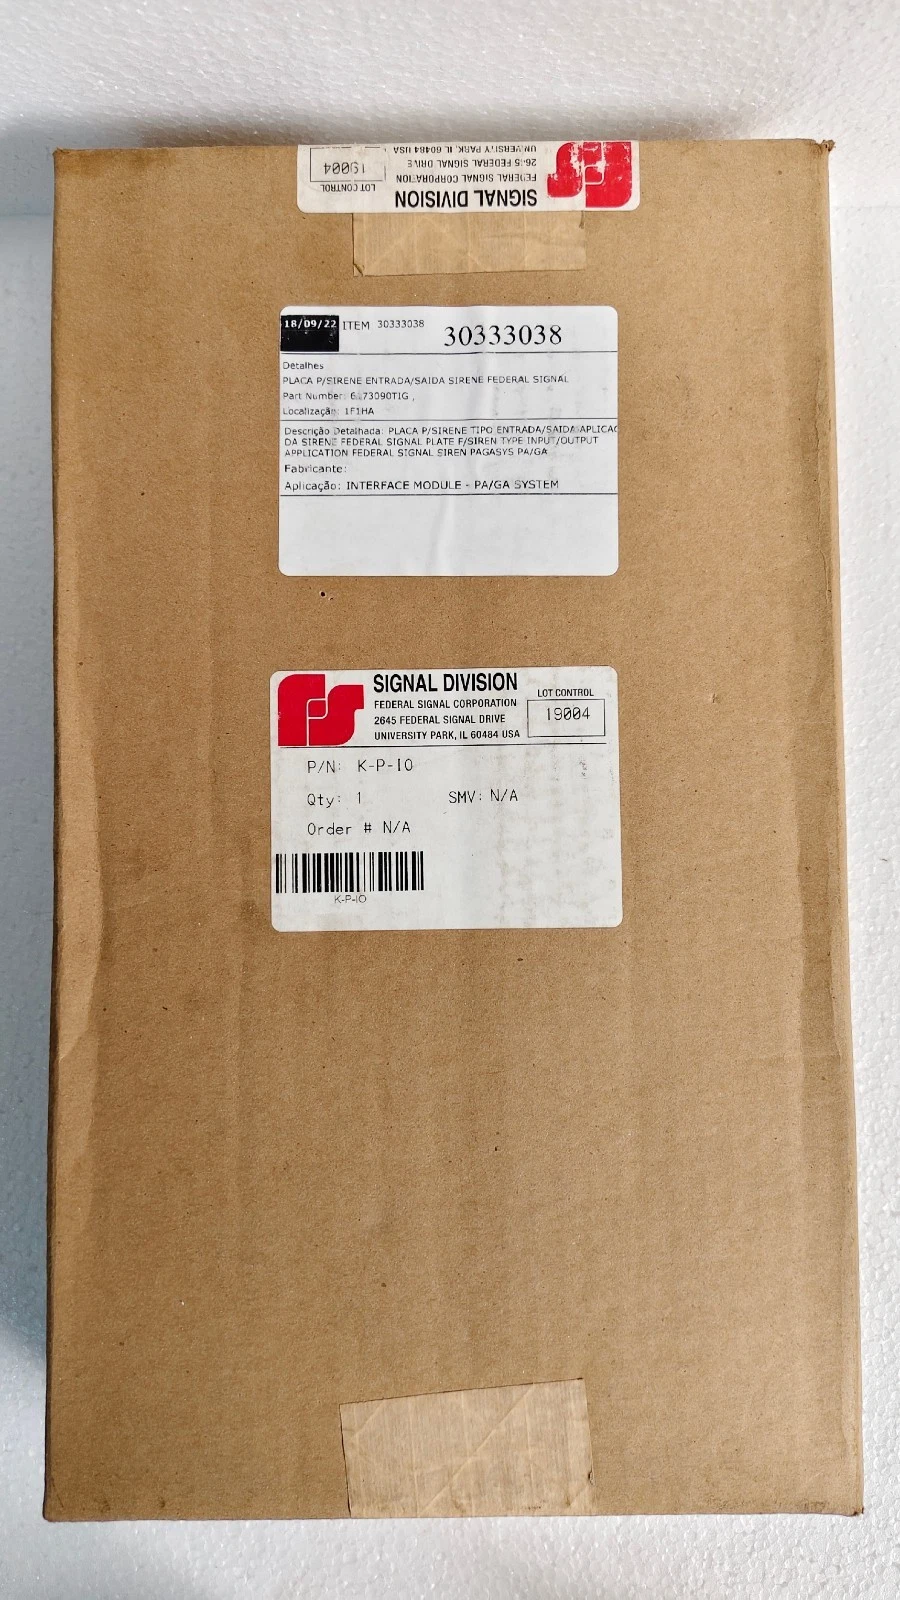 SIGNAL DIVISION
FEDERAL SIGNAL CORPORATION
FEDERAL SIGNAL DRIVE
UNIVERSITY PARK, IL 60484 USA
LOT CONTROL
19004
18/09/22 ITEM 30333038 30333038
Detalhes
PLACA P/SIRENE ENTRADA/SAIDA SIRENE FEDERAL SIGNAL
Part Number:
Localização: 1F1HA
Descrição Detalhada: PLACA P/SIRENE TIPO ENTRADA/SAIDA APLICAC
DA SIRENE FEDERAL SIGNAL PLATE F/SIREN TYPE INPUT/OUTPUT
APPLICATION FEDERAL SIGNAL SIREN PAGASYS PA/GA
Fabricante:
Aplicação: INTERFACE MODULE - PA/GA SYSTEM
SIGNAL DIVISION
FEDERAL SIGNAL CORPORATION
2645 FEDERAL SIGNAL DRIVE
UNIVERSITY PARK, IL 60484 USA
LOT CONTROL
19004
P/N: K-P-IO
Qty: 1 SMV: N/A
Order # N/A
K-P-IO